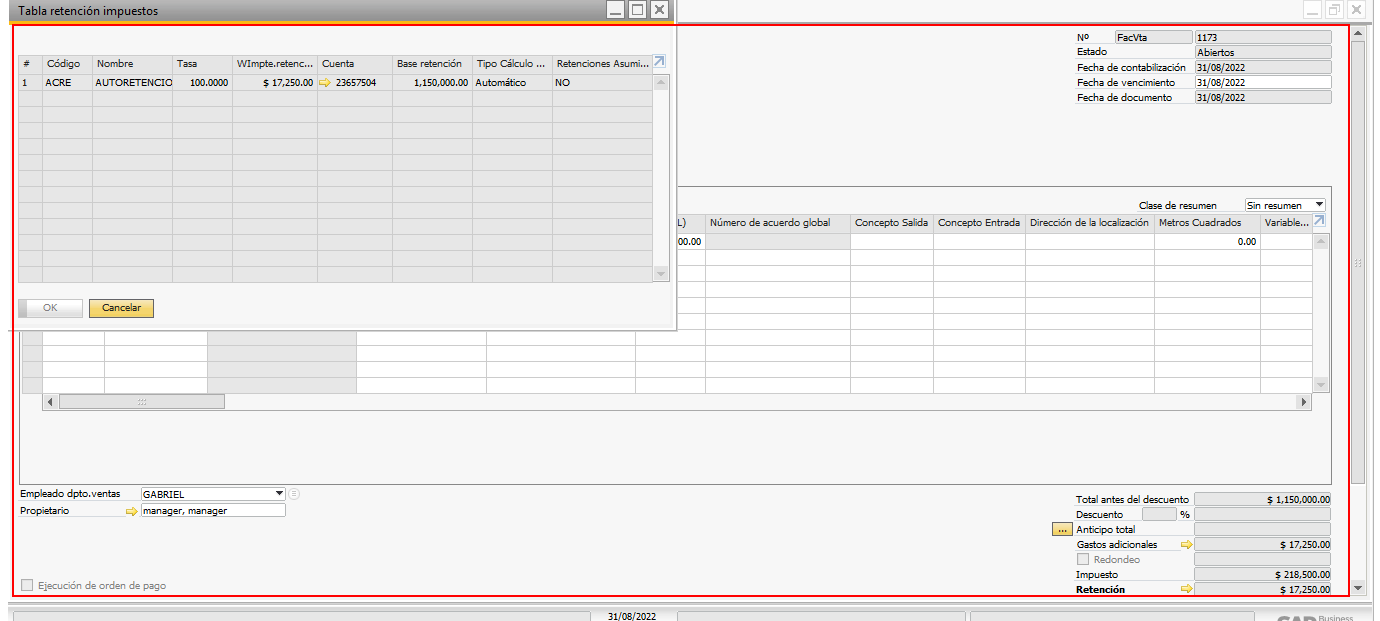 Tabla retención impuestos
# Código Nombre Tasa WImpte.retenc... Cuenta Base retención Tipo Cálculo ... Retenciones Asumi...
1 ACRE AUTORETENCIO 100.0000 $ 17,250.00 23657504 1,150,000.00 Automático NO
OK Cancelar
Nº FacVta 1173
Estado Abiertos
Fecha de contabilización 31/08/2022
Fecha de vencimiento 31/08/2022
Fecha de documento 31/08/2022
Clase de resumen Sin resumen
L) Número de acuerdo global Concepto Salida Concepto Entrada Dirección de la localización Metros Cuadrados Variable...
00.00 0.00
Empleado dpto.ventas GABRIEL
Propietario manager, manager
Ejecución de orden de pago
Total antes del descuento $ 1,150,000.00
Descuento %
... Anticipo total
Gastos adicionales $ 17,250.00
Redondeo
Impuesto $ 218,500.00
Retención $ 17,250.00
31/08/2022
SAP Business